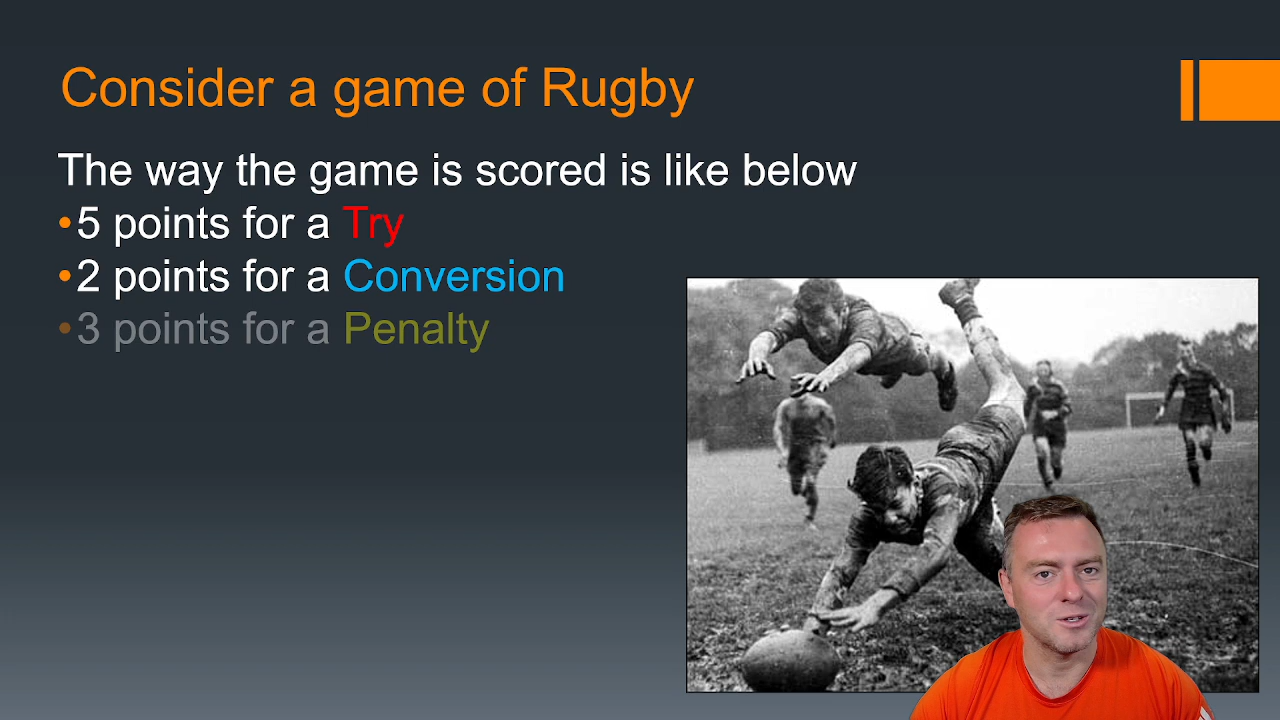 Consider a game of Rugby
The way the game is scored is like below
•5 points for a Try
•2 points for a Conversion
•3 points for a Penalty